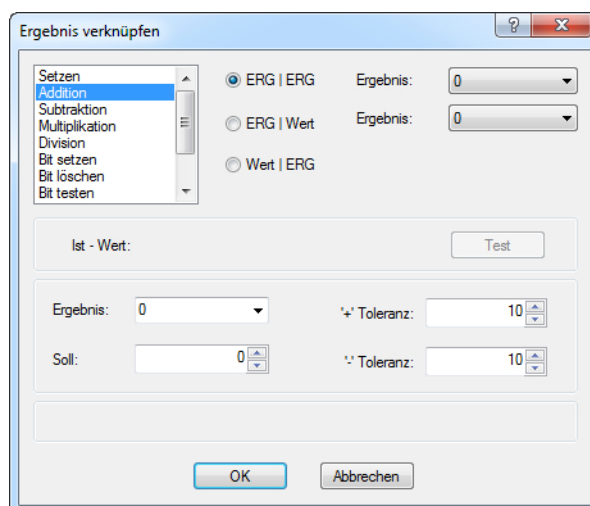 Ergebnis verknüpfen
Setzen
Addition
Subtraktion
Multiplikation
Division
Bit setzen
Bit löschen
Bit testen
ERG | ERG
ERG | Wert
Wert | ERG
Ergebnis: 0
Ergebnis: 0
Ist - Wert:
Test
Ergebnis: 0
'+' Toleranz: 10
Soll: 0
'-' Toleranz: 10
OK
Abbrechen